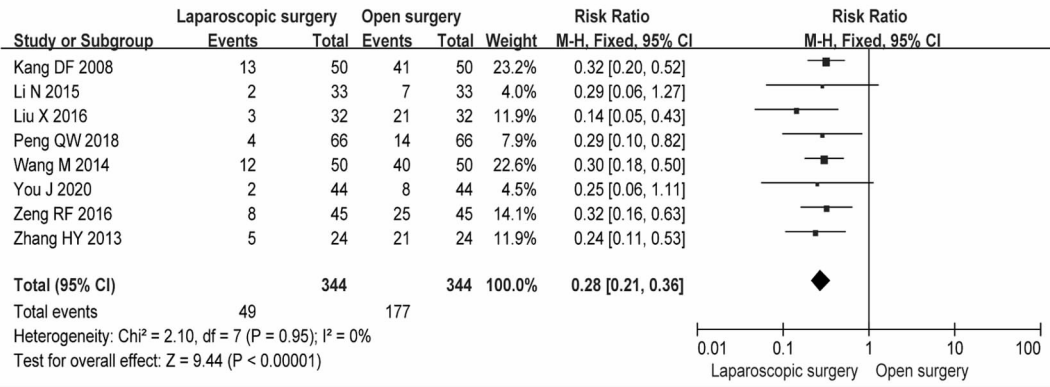 Laparoscopic surgery Open surgery Risk Ratio Risk Ratio
Study or Subgroup Events Total Events Total Weight M-H, Fixed, 95% CI M-H, Fixed, 95% CI
Kang DF 2008 13 50 41 50 23.2% 0.32 [0.20, 0.52]
Li N 2015 2 33 7 33 4.0% 0.29 [0.06, 1.27]
Liu X 2016 3 32 21 32 11.9% 0.14 [0.05, 0.43]
Peng QW 2018 4 66 14 66 7.9% 0.29 [0.10, 0.82]
Wang M 2014 12 50 40 50 22.6% 0.30 [0.18, 0.50]
You J 2020 2 44 8 44 4.5% 0.25 [0.06, 1.11]
Zeng RF 2016 8 45 25 45 14.1% 0.32 [0.16, 0.63]
Zhang HY 2013 5 24 21 24 11.9% 0.24 [0.11, 0.53]
Total (95% CI) 344 344 100.0% 0.28 [0.21, 0.36]
Total events 49 177
Heterogeneity: Chi² = 2.10, df = 7 (P = 0.95); I² = 0%
Test for overall effect: Z = 9.44 (P < 0.00001)
0.01 0.1 1 10 100
Laparoscopic surgery Open surgery